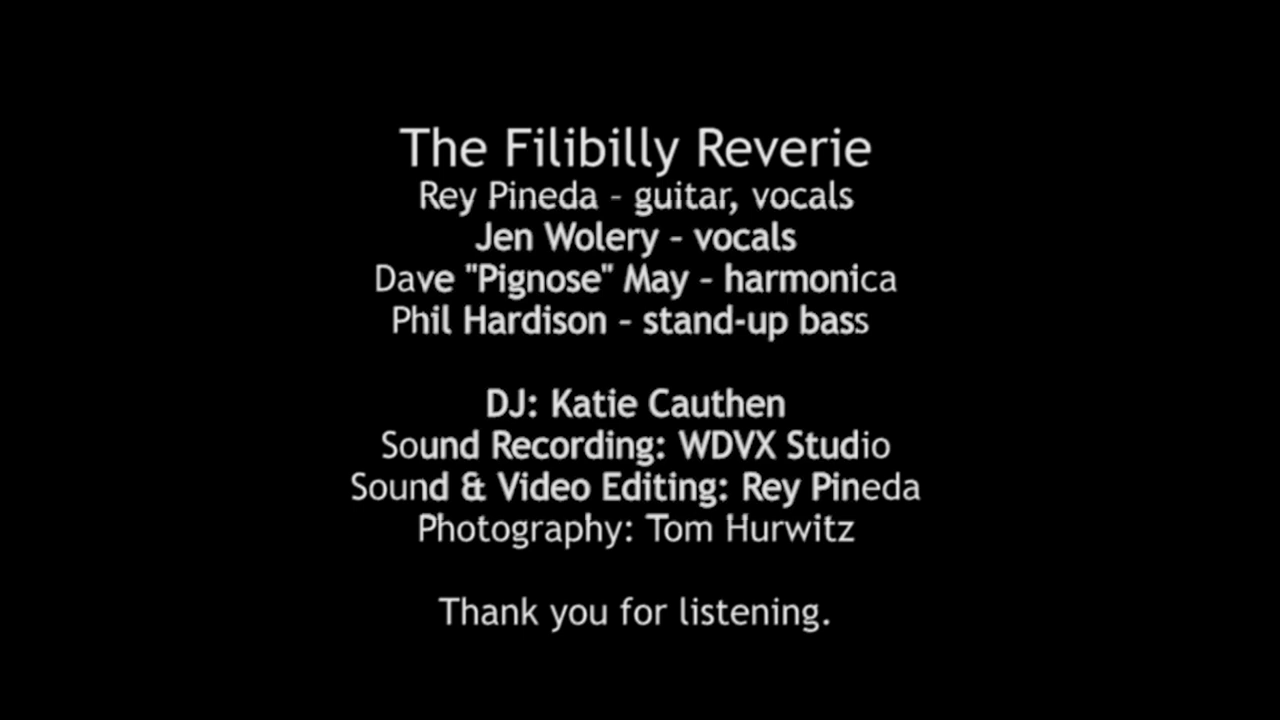 The Filibilly Reverie
Rey Pineda - guitar, vocals
Jen Wolery - vocals
Dave "Pignose" May - harmonica
Phil Hardison - stand-up bass
DJ: Katie Cauthen
Sound Recording: WDVX Studio
Sound & Video Editing: Rey Pineda
Photography: Tom Hurwitz
Thank you for listening.